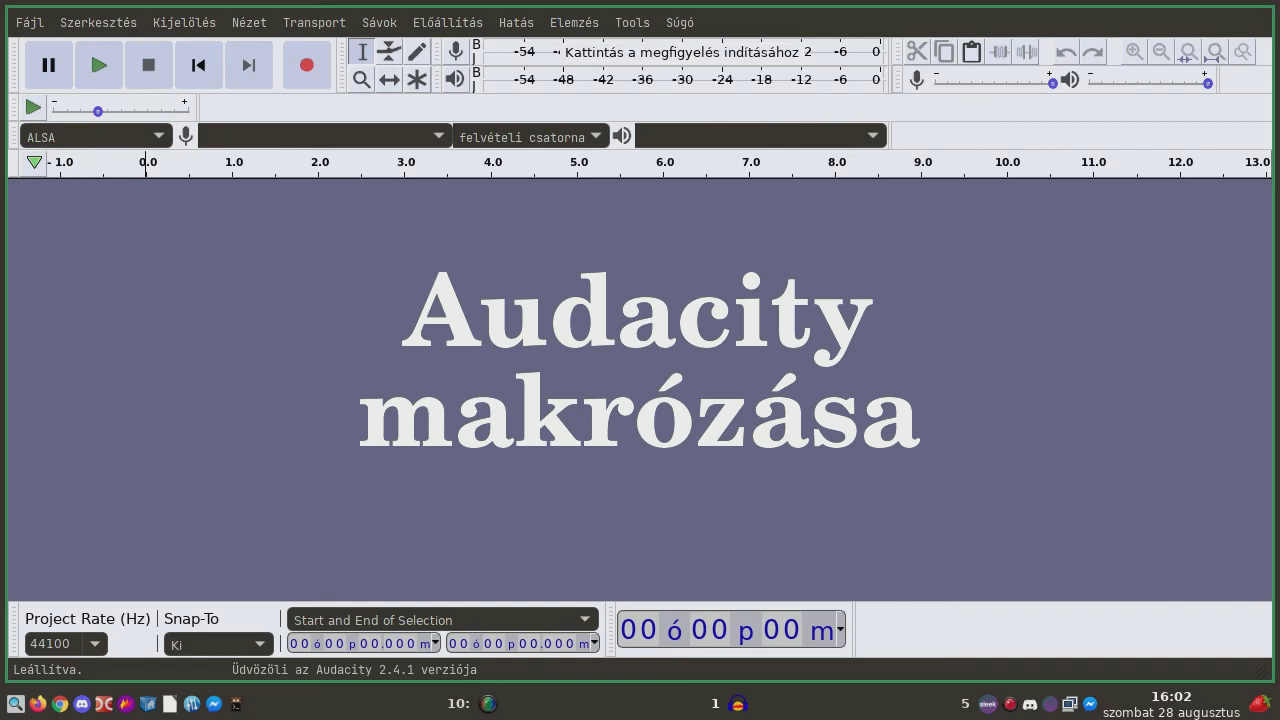 Fájl Szerkesztés Kijelölés Nézet Transport Sávok Előállítás Hatás Elemzés Tools Súgó
B J -54 Kattintás a megfigyelés indításához 2 -6 0
B J -54 -48 -42 -36 -30 -24 -18 -12 -6 0
- + - +
- +
ALSA felvételi csatorna
- 1.0 0.0 1.0 2.0 3.0 4.0 5.0 6.0 7.0 8.0 9.0 10.0 11.0 12.0 13.0
Audacity
makrózása
Project Rate (Hz) Snap-To Start and End of Selection
44100 Ki 00 ó 00 p 00.000 m 00 ó 00 p 00.000 m 00 ó 00 p 00 m
Leállítva. Üdvözöli az Audacity 2.4.1 verziója
10: 1 5 sleek 16:02
szombat 28 augusztus